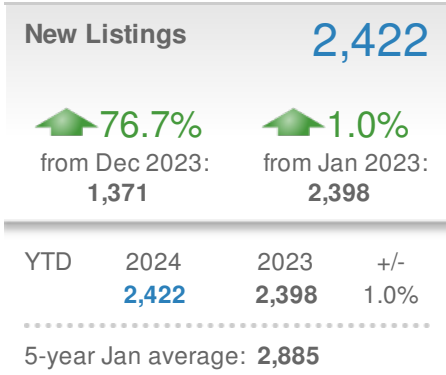 New Listings 2,422
76.7% 1.0%
from Dec 2023: from Jan 2023:
1,371 2,398
YTD 2024 2023 +/-
2,422 2,398 1.0%
5-year Jan average: 2,885